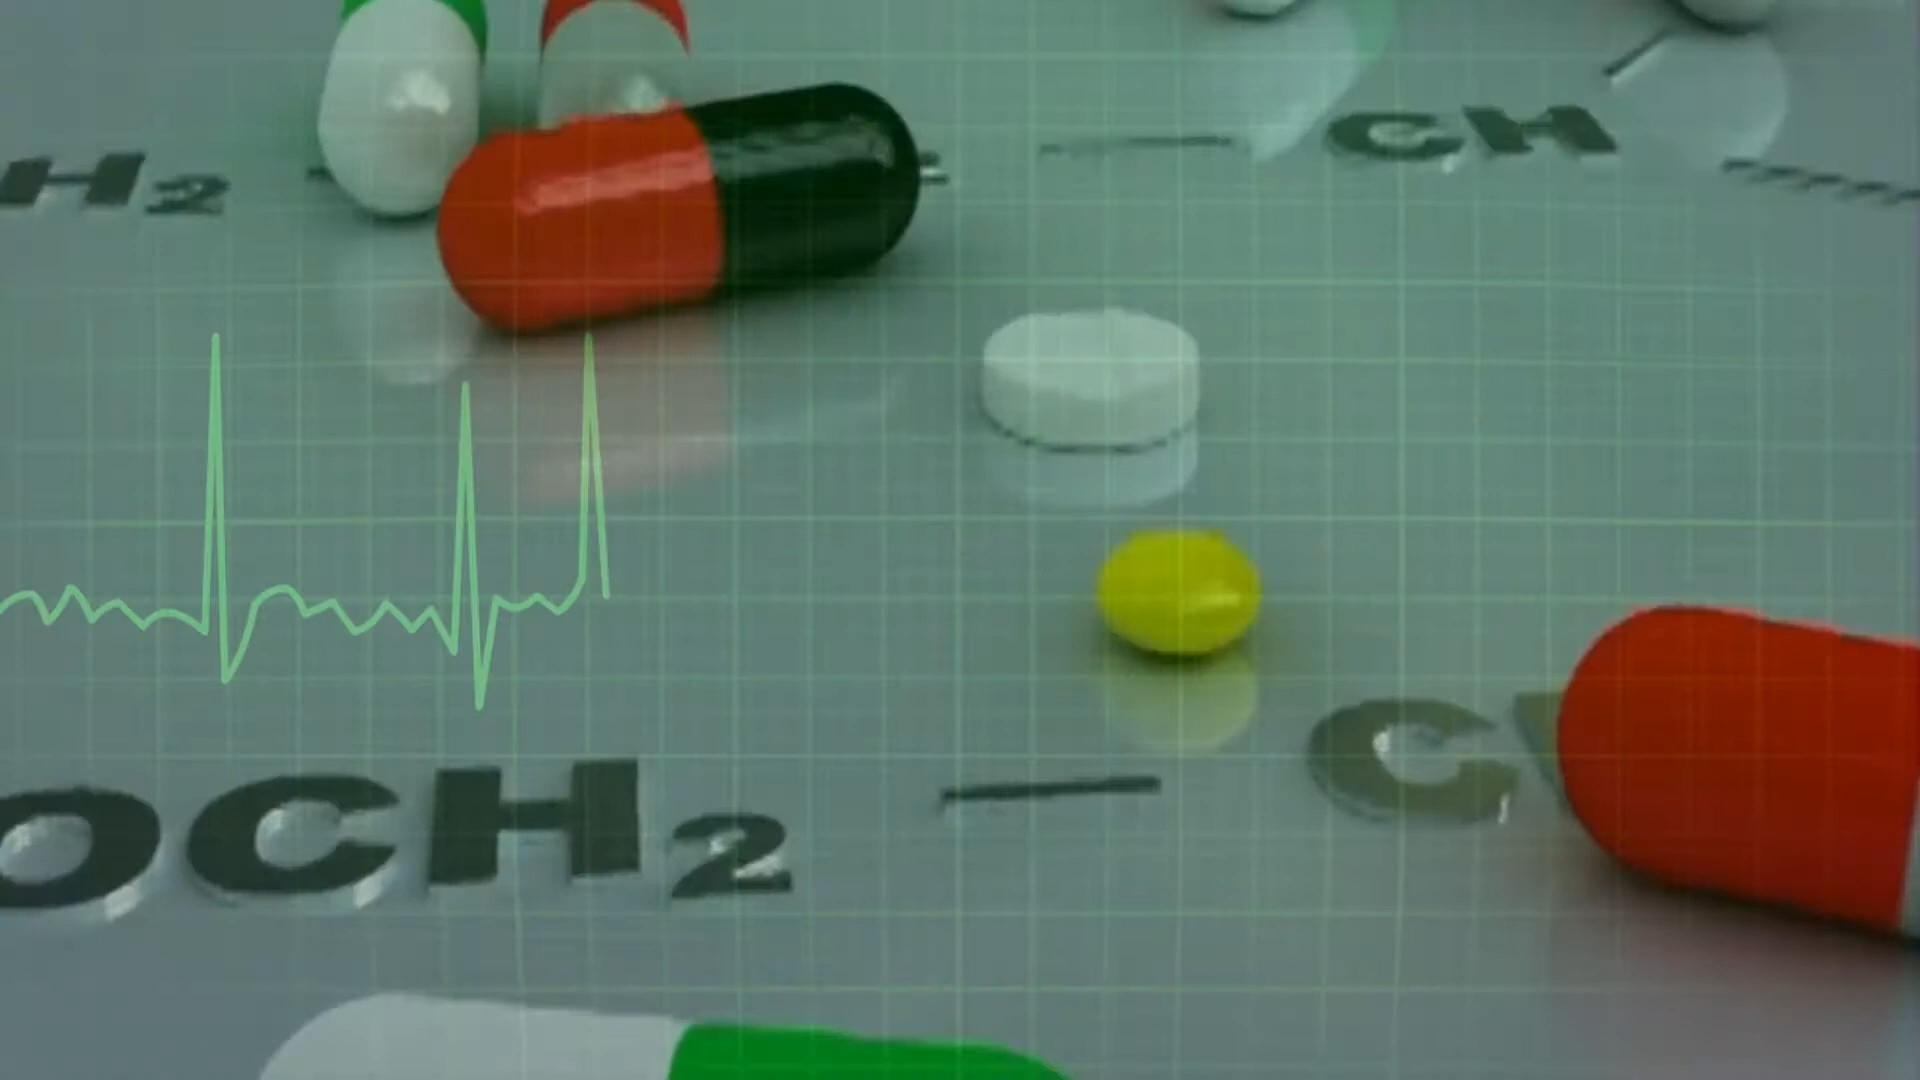 H₂ — CH
OCH₂ — C